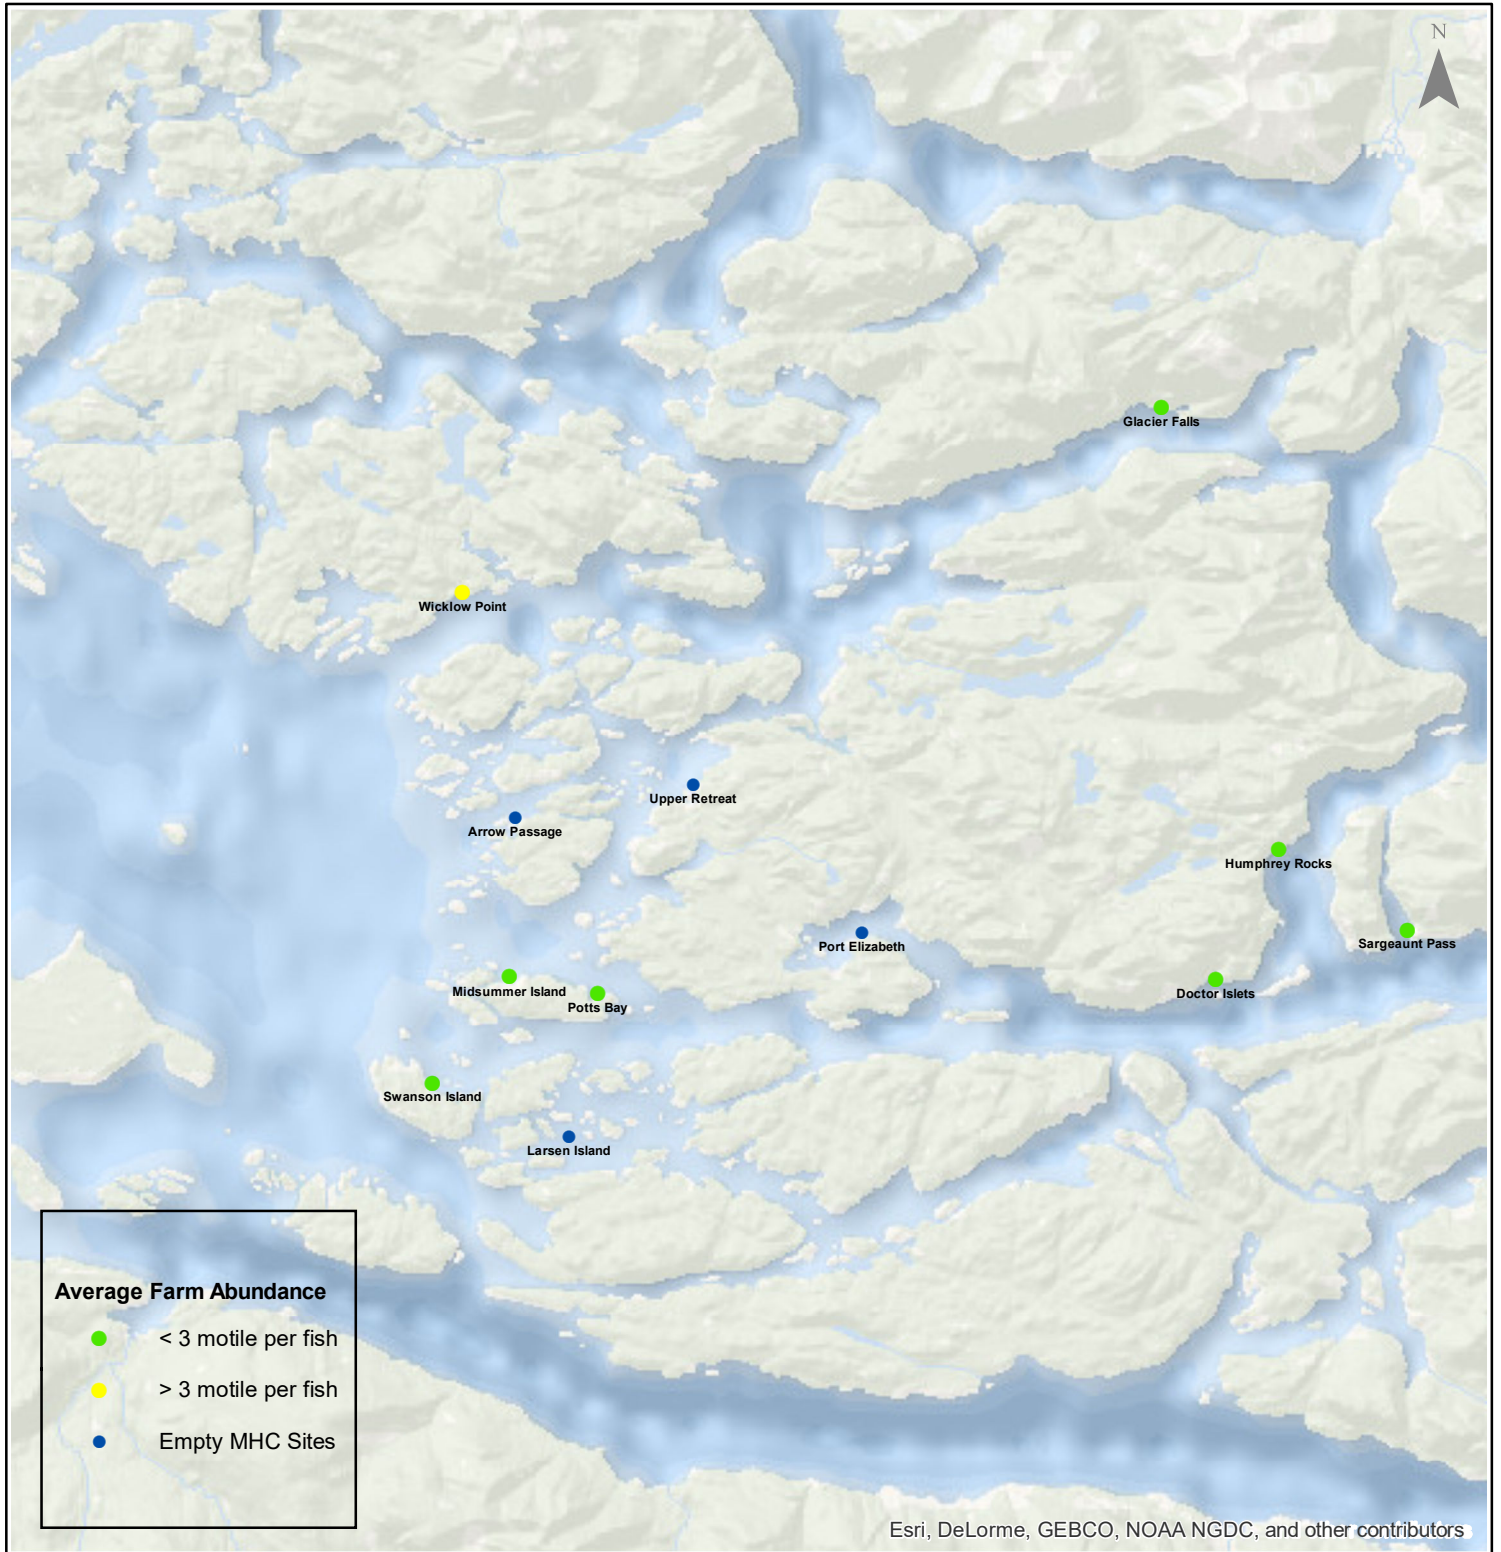 N
Glacier Falls
Wicklow Point
Upper Retreat
Arrow Passage
Humphrey Rocks
Port Elizabeth
Sargeaunt Pass
Midsummer Island
Doctor Islets
Potts Bay
Swanson Island
Larsen Island
Average Farm Abundance
< 3 motile per fish
> 3 motile per fish
Empty MHC Sites
Esri, DeLorme, GEBCO, NOAA NGDC, and other contributors